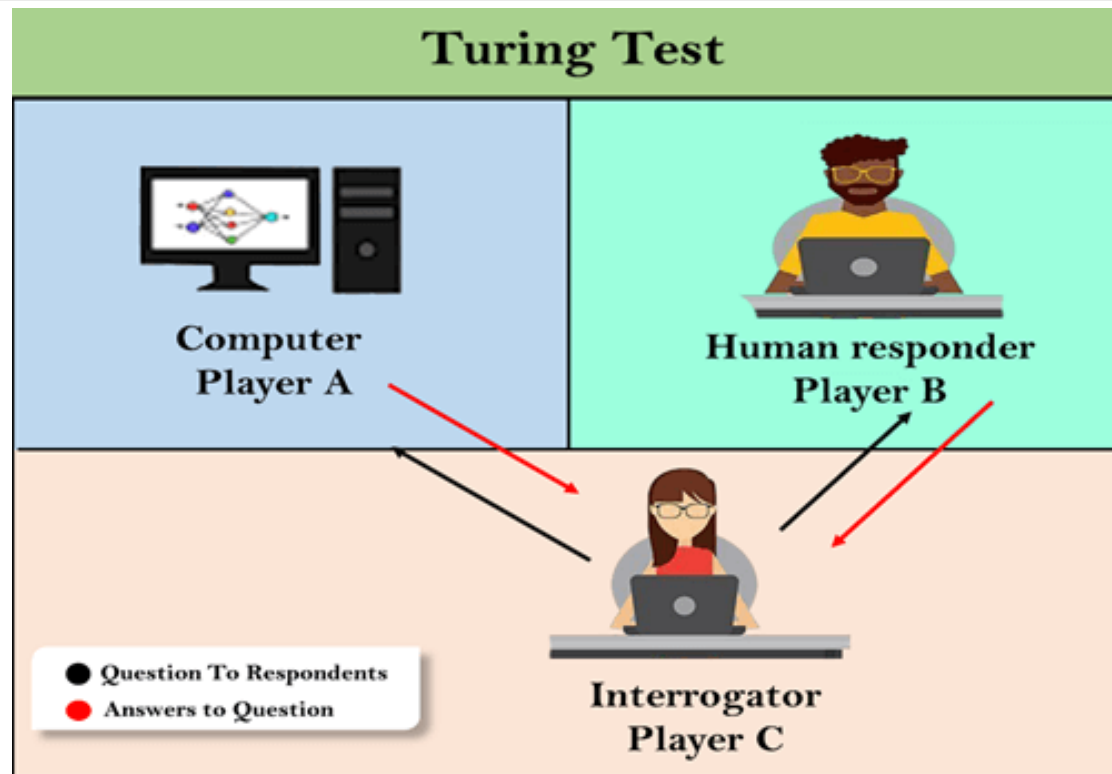 Turing Test
Computer
Player A
Human responder
Player B
Question To Respondents
Answers to Question
Interrogator
Player C